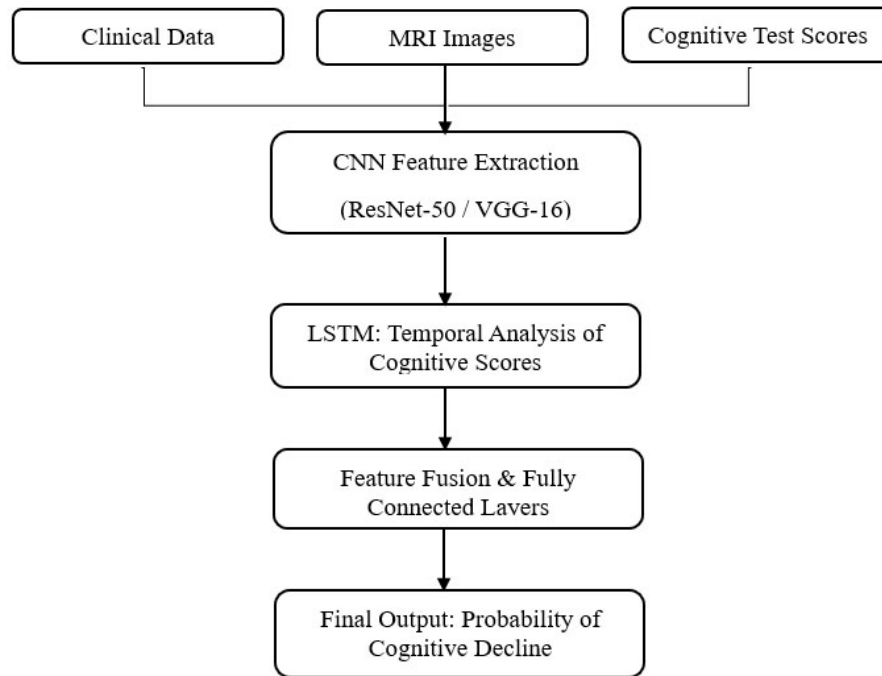 Clinical Data
MRI Images
Cognitive Test Scores
CNN Feature Extraction
(ResNet-50 / VGG-16)
LSTM: Temporal Analysis of
Cognitive Scores
Feature Fusion & Fully
Connected Layers
Final Output: Probability of
Cognitive Decline